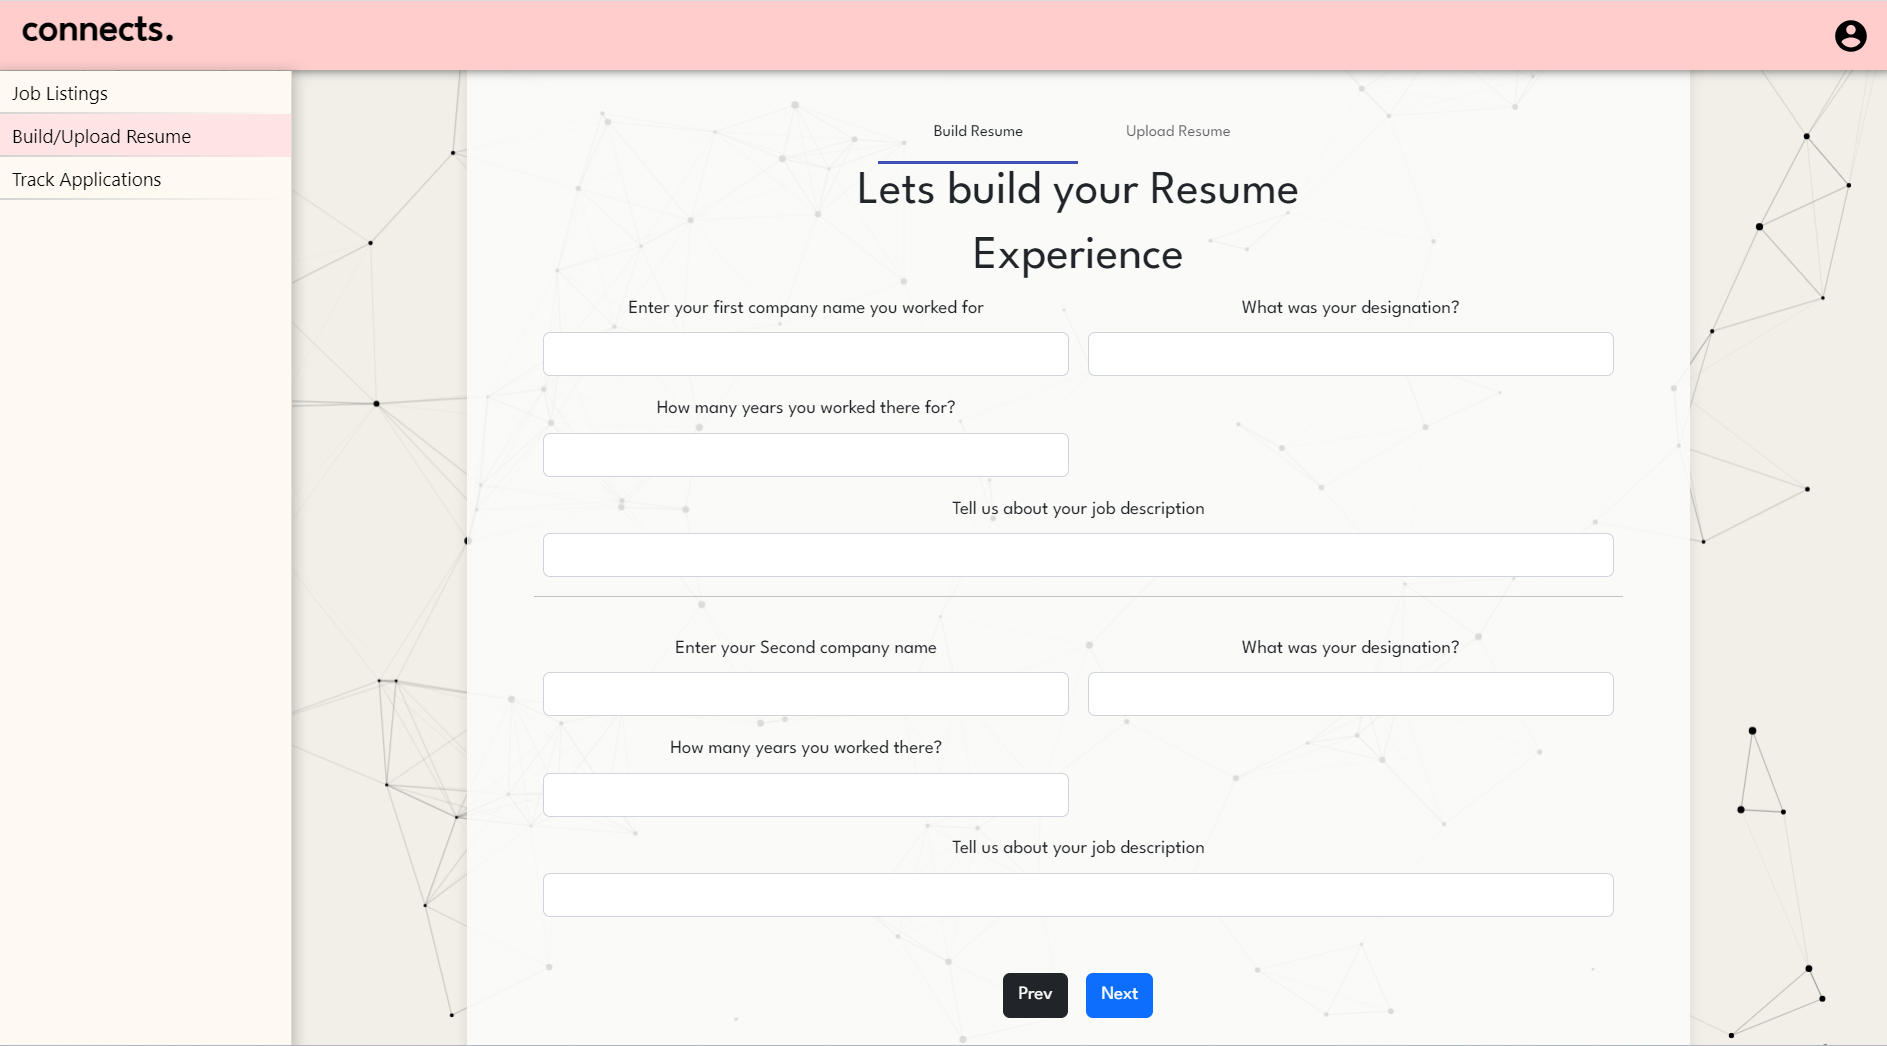 connects.
Job Listings
Build/Upload Resume
Track Applications
Build Resume Upload Resume
Lets build your Resume
Experience
Enter your first company name you worked for What was your designation?
How many years you worked there for?
Tell us about your job description
Enter your Second company name What was your designation?
How many years you worked there?
Tell us about your job description
Prev Next